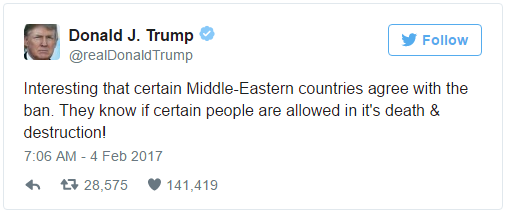 Donald J. Trump
@realDonaldTrump
Follow
Interesting that certain Middle-Eastern countries agree with the
ban. They know if certain people are allowed in it's death &
destruction!
7:06 AM - 4 Feb 2017
28,575 141,419